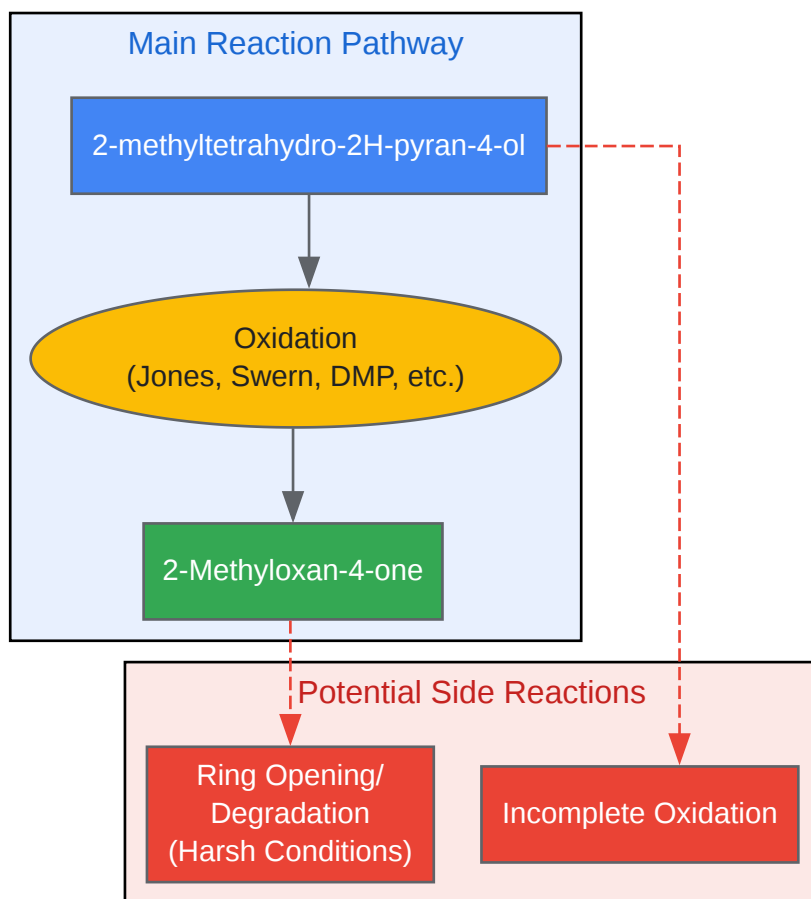 Main Reaction Pathway
2-methyltetrahydro-2H-pyran-4-ol
Oxidation
(Jones, Swern, DMP, etc.)
2-Methyloxan-4-one
Potential Side Reactions
Ring Opening/
Degradation
(Harsh Conditions)
Incomplete Oxidation